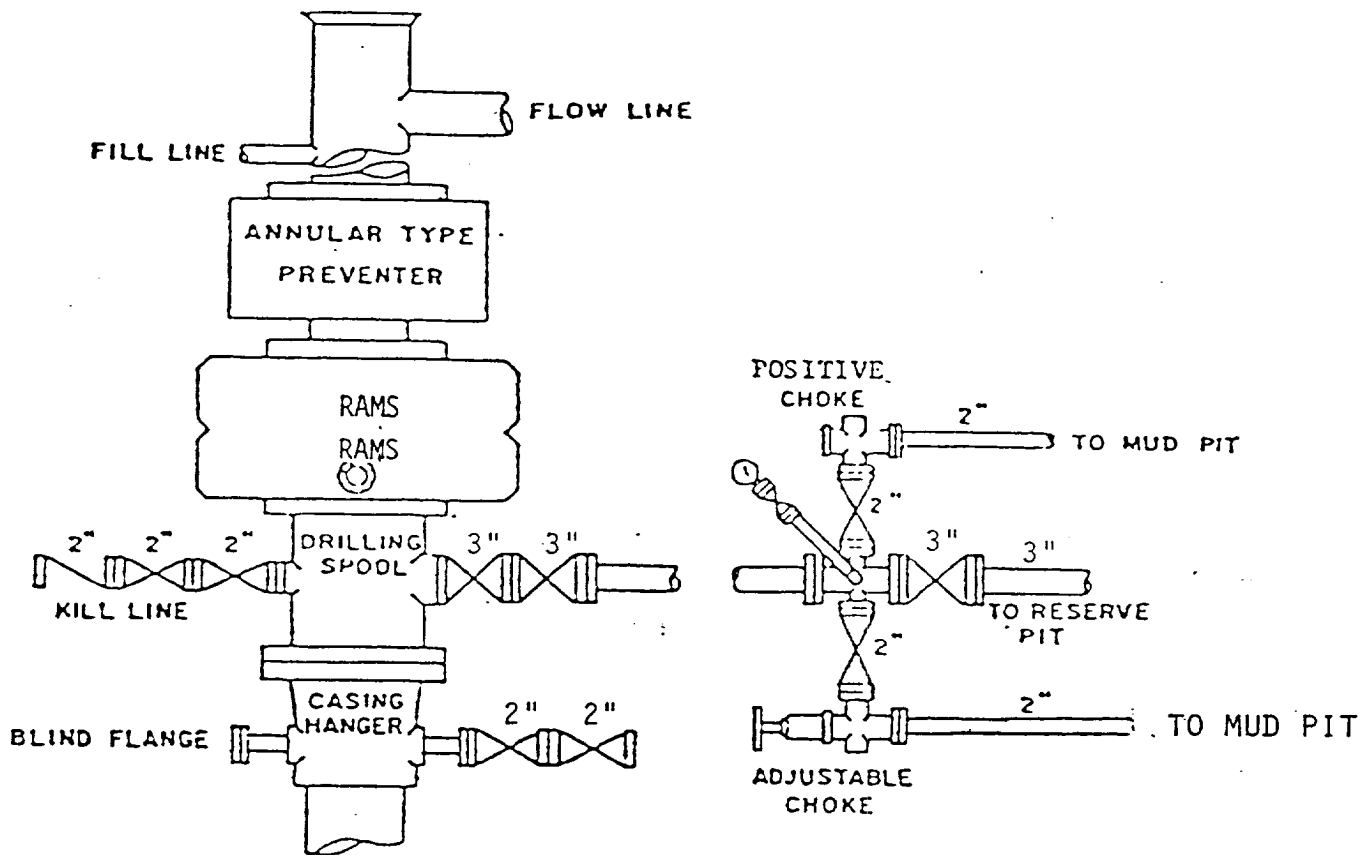 FLOW LINE
FILL LINE
ANNULAR TYPE
PREVENTER
RAMS
RAMS
DRILLING
SPOOL
2" 2" 2"
KILL LINE
3" 3"
CASING
HANGER
2" 2"
BLIND FLANGE
POSITIVE
CHOKE
2"
TO MUD PIT
2"
3" 3"
TO RESERVE
PIT
2"
2"
TO MUD PIT
ADJUSTABLE
CHOKE